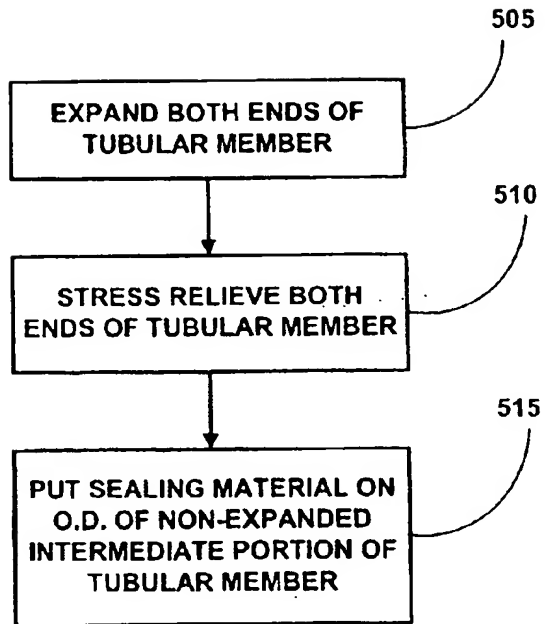 505
EXPAND BOTH ENDS OF
TUBULAR MEMBER
510
STRESS RELIEVE BOTH
ENDS OF TUBULAR MEMBER
515
PUT SEALING MATERIAL ON
O.D. OF NON-EXPANDED
INTERMEDIATE PORTION OF
TUBULAR MEMBER